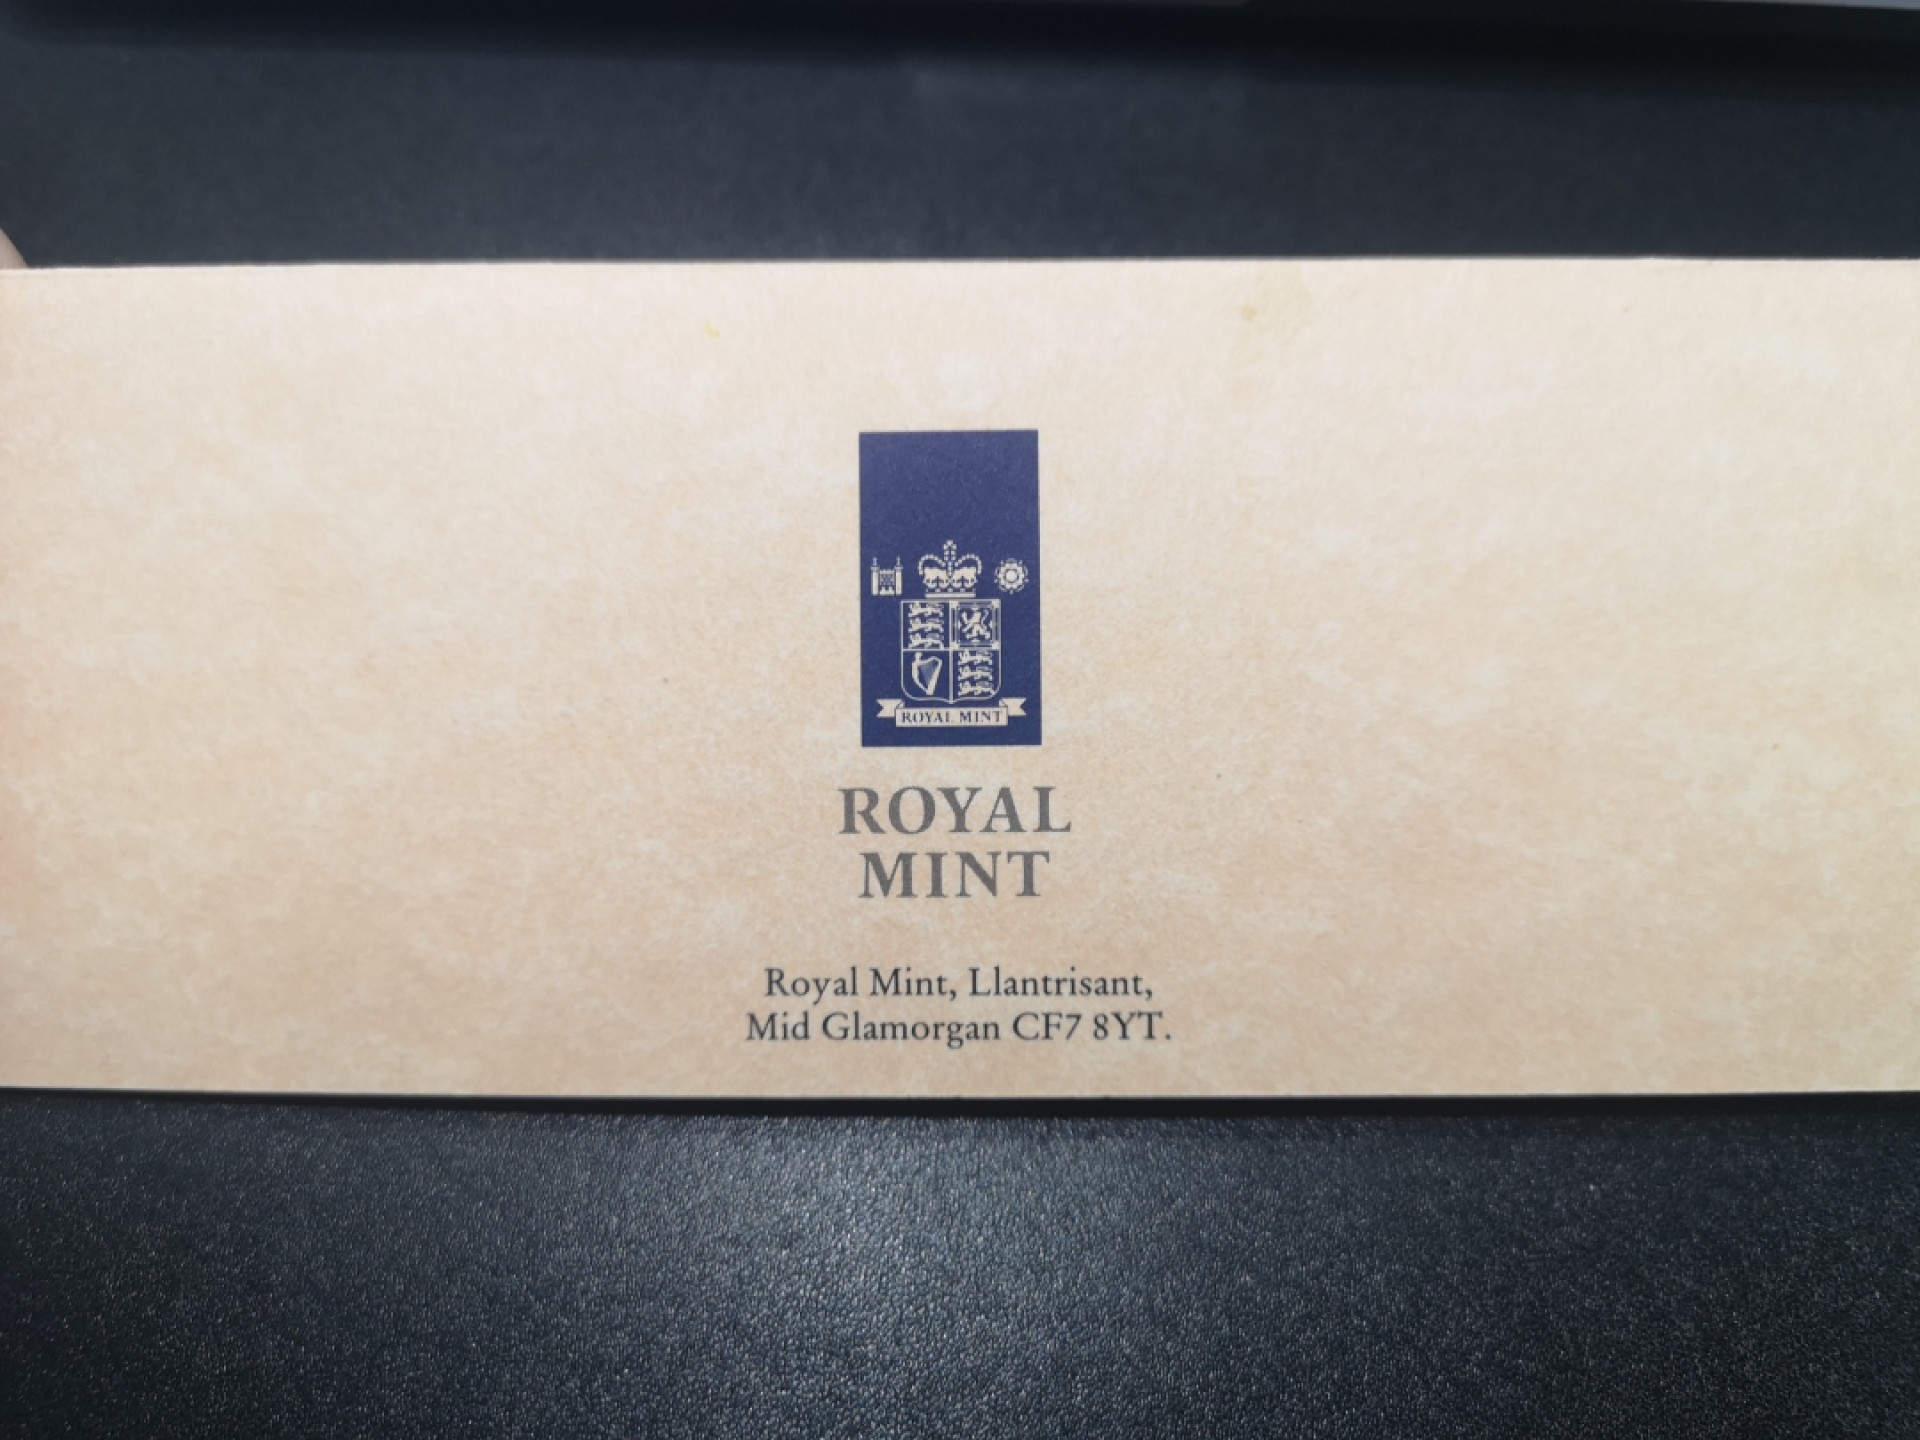 ROYAL MINT
ROYAL
MINT
Royal Mint, Llantrisant,
Mid Glamorgan CF7 8YT.